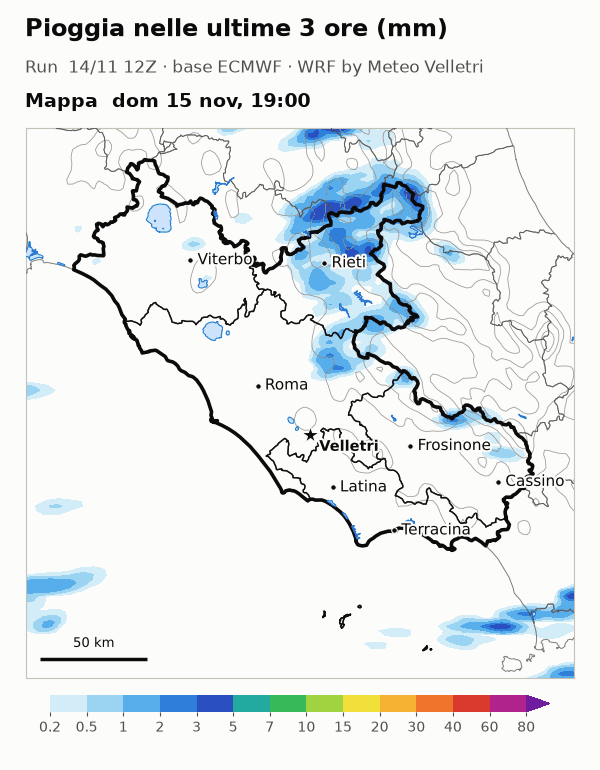 Pioggia nelle ultime 3 ore (mm)
Run  14/11 12Z · base ECMWF · WRF by Meteo Velletri
Mappa  dom 15 nov, 19:00
Viterbo
Rieti
Roma
Velletri
Frosinone
Latina
Cassino
Terracina
50 km
0.2 0.5 1 2 3 5 7 10 15 20 30 40 60 80